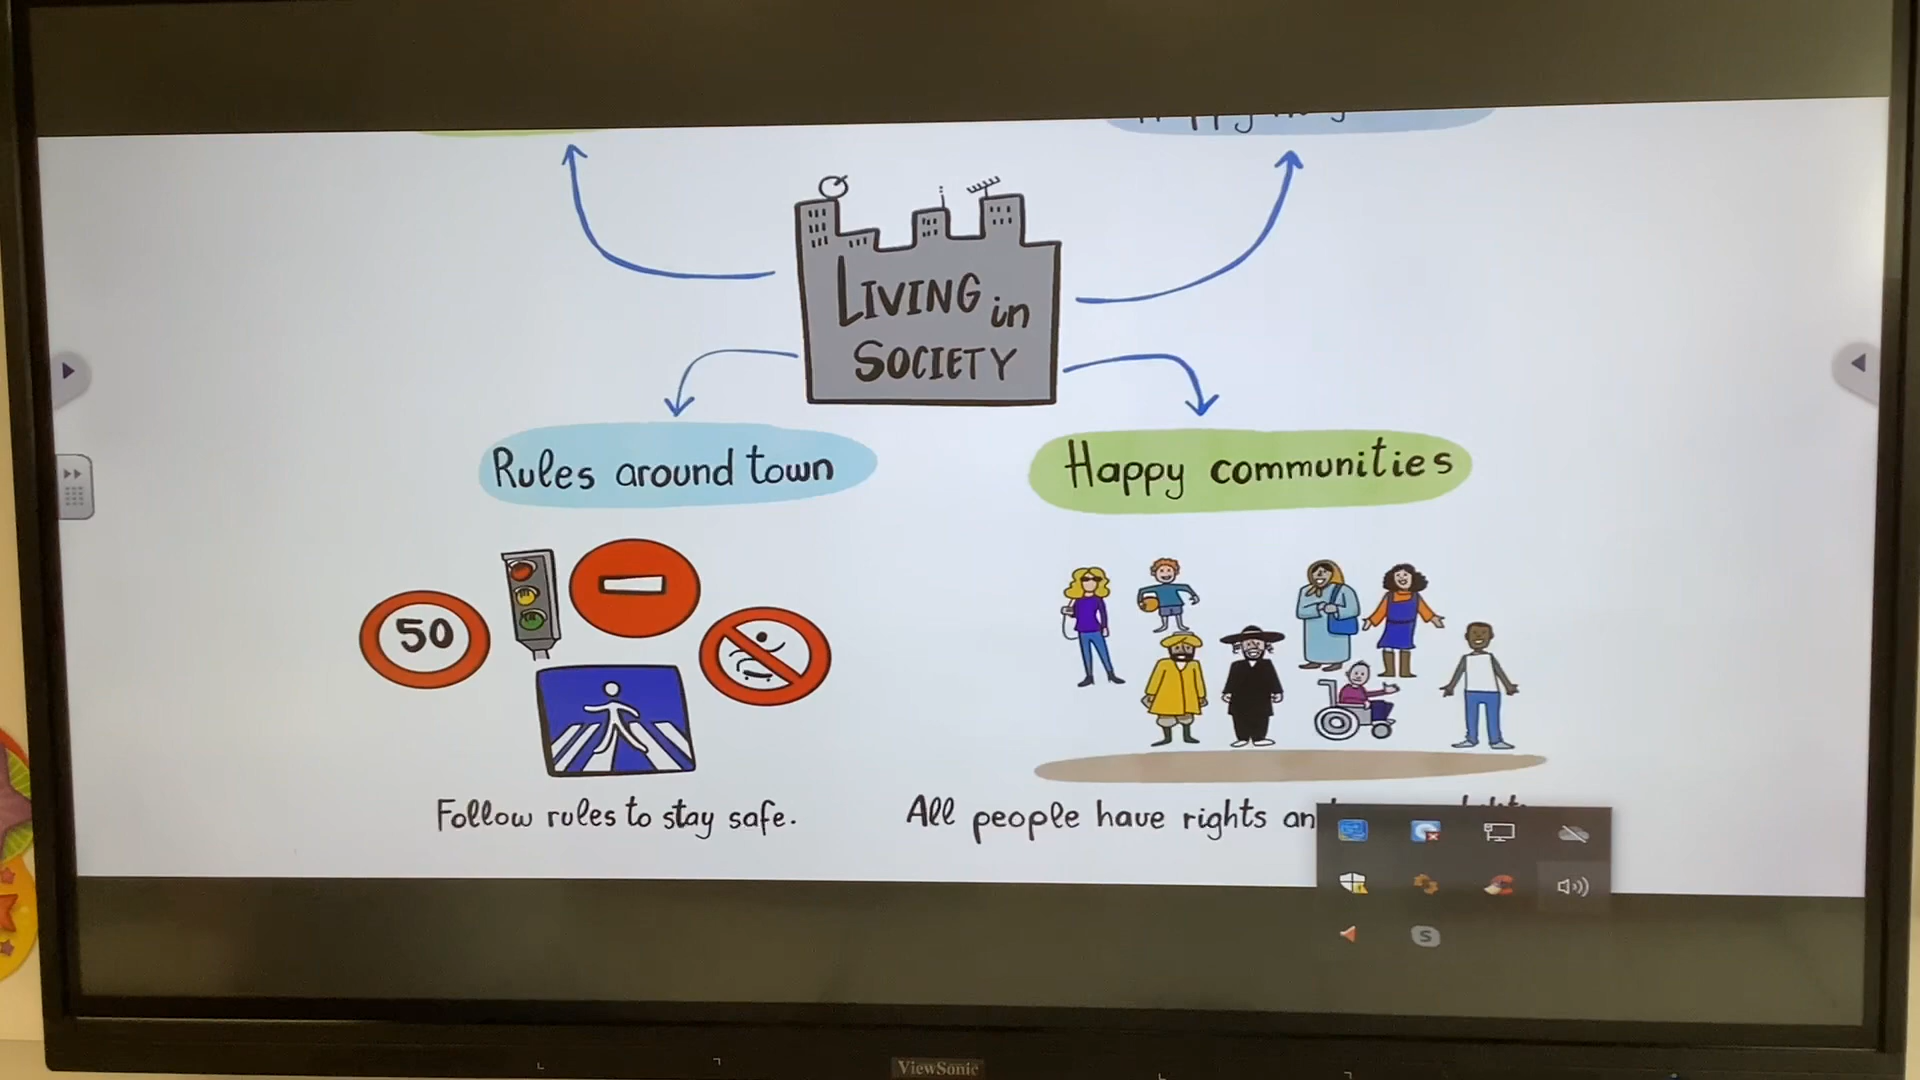 LIVING in
SOCIETY
Rules around town
Happy communities
50
Follow rules to stay safe.
All people have rights
S
ViewSonic